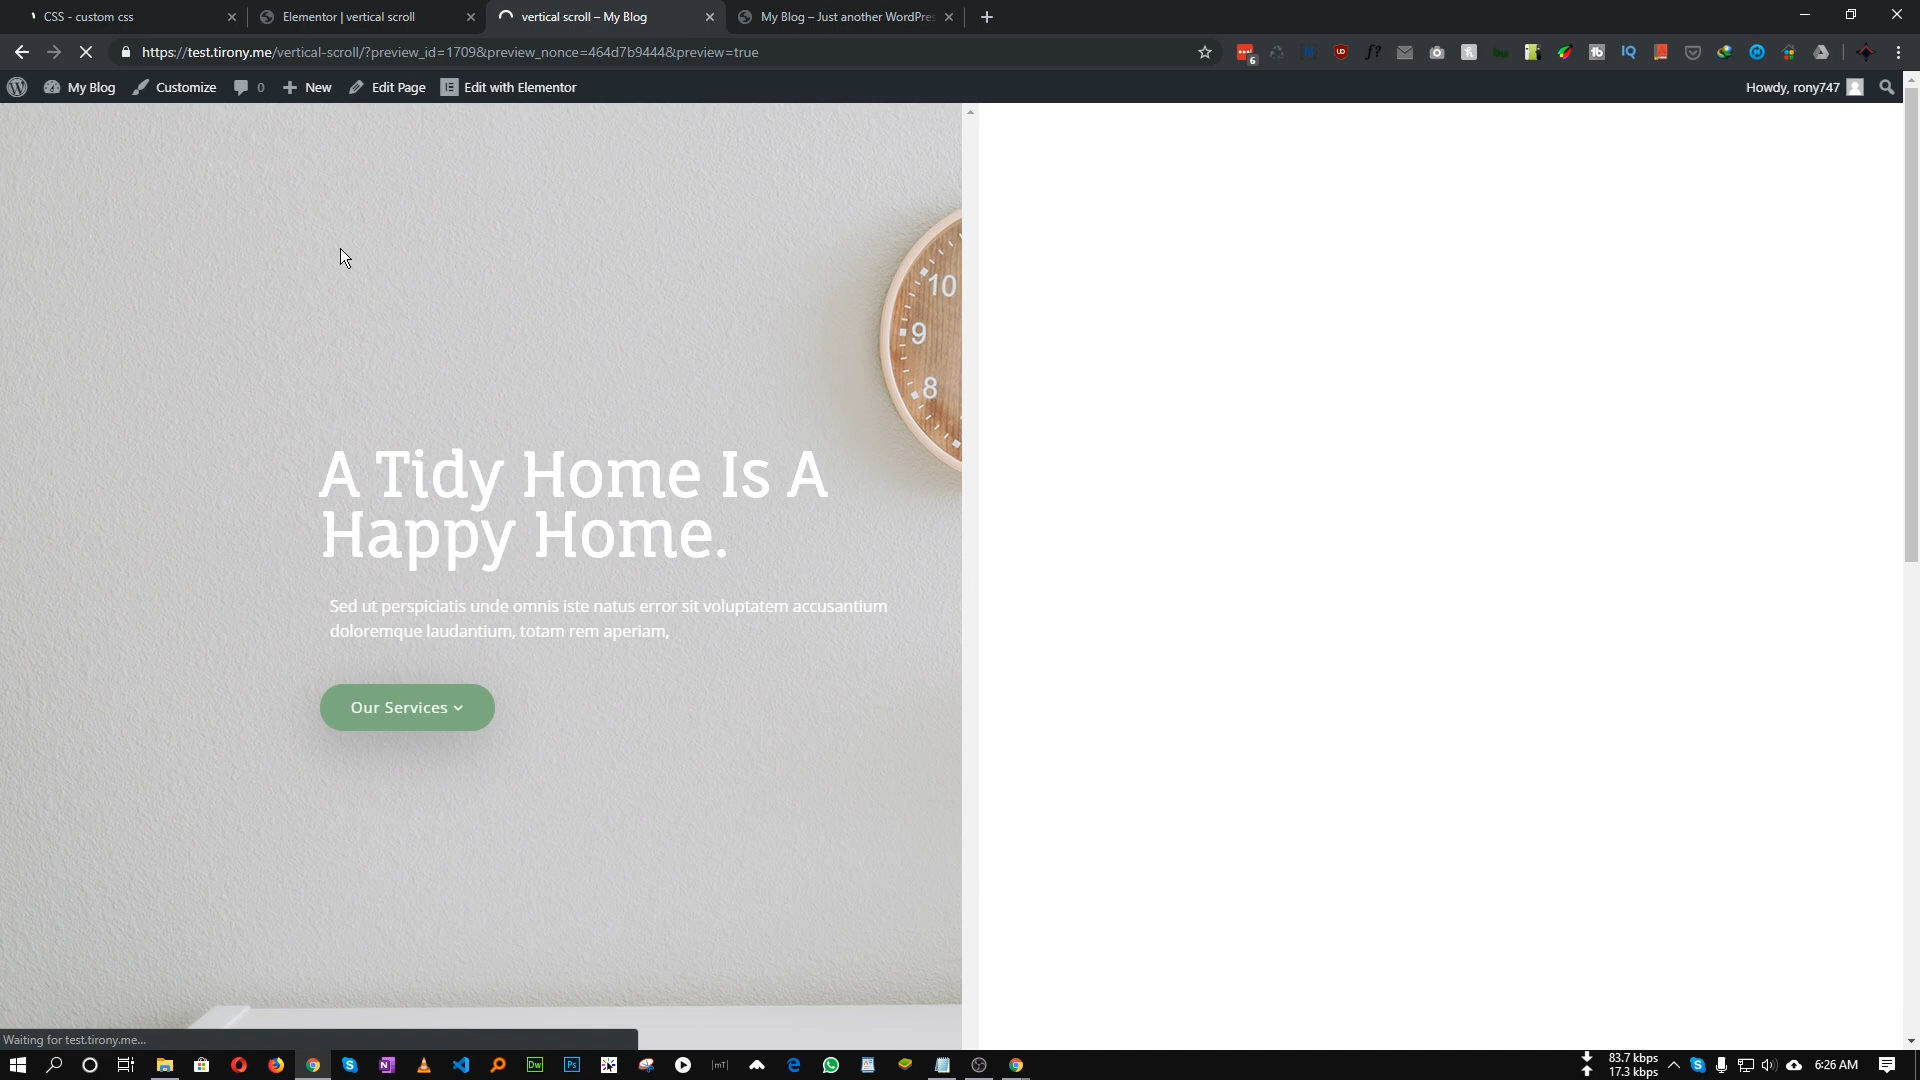 CSS - custom css
Elementor | vertical scroll
vertical scroll – My Blog
My Blog – Just another WordPres
https://test.tirony.me/vertical-scroll/?preview_id=1709&preview_nonce=464d7b9444&preview=true
My Blog
Customize
0
New
Edit Page
Edit with Elementor
Howdy, rony747
10
9
8
A Tidy Home Is A
Happy Home.
Sed ut perspiciatis unde omnis iste natus error sit voluptatem accusantium
doloremque laudantium, totam rem aperiam,
Our Services
Waiting for test.tirony.me...
83.7 kbps
17.3 kbps
6:26 AM